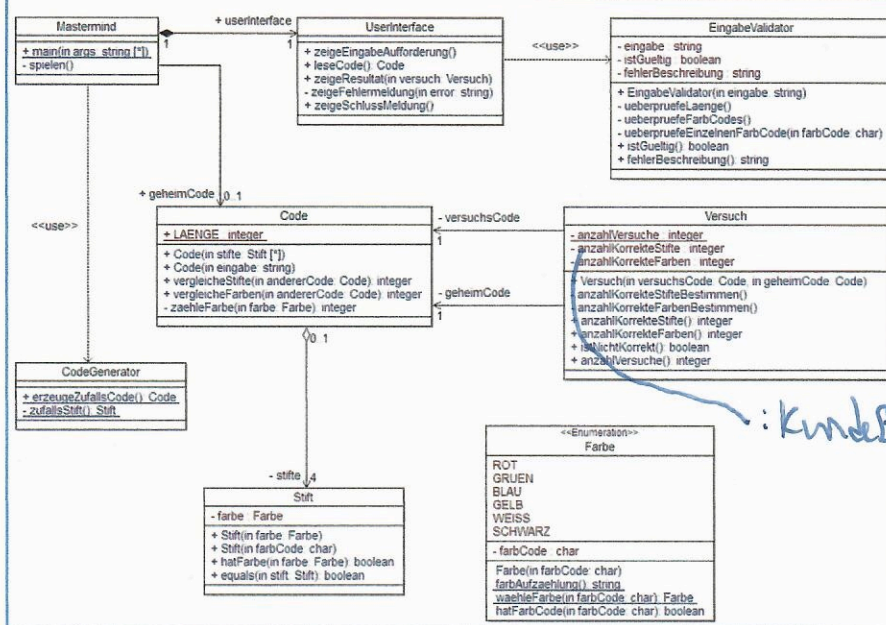 Mastermind
+ main(in args string [*])
- spielen()
1
+ userInterface
1
UserInterface
+ zeigeEingabeAufforderung()
+ leseCode(): Code
+ zeigeResultat(in versuch: Versuch)
- zeigeFehlermeldung(in error: string)
+ zeigeSchlussMeldung()
<<use>>
EingabeValidator
- eingabe : string
- istGueltig : boolean
- fehlerBeschreibung : string
+ EingabeValidator(in eingabe: string)
- ueberpruefeLaenge()
- ueberpruefeFarbCodes()
- ueberpruefeEinzelnenFarbCode(in farbCode: char)
+ istGueltig(): boolean
+ fehlerBeschreibung(): string
<<use>>
+ geheimCode 0..1
Code
+ LAENGE : integer
+ Code(in stifte: Stift [*])
+ Code(in eingabe: string)
+ vergleicheStifte(in andererCode: Code): integer
+ vergleicheFarben(in andererCode: Code): integer
- zaehleFarbe(in farbe: Farbe): integer
- versuchsCode
1
- geheimCode
1
Versuch
- anzahlVersuche : integer
- anzahlKorrekteStifte : integer
- anzahlKorrekteFarben : integer
+ Versuch(in versuchsCode: Code, in geheimCode: Code)
anzahlKorrekteStifteBestimmen()
anzahlKorrekteFarbenBestimmen()
+ anzahlKorrekteStifte(): integer
+ anzahlKorrekteFarben(): integer
+ istNichtKorrekt(): boolean
+ anzahlVersuche(): integer
0..1
CodeGenerator
+ erzeugeZufallsCode(): Code
- zufallsStift(): Stift
- stifte 4
Stift
- farbe : Farbe
+ Stift(in farbe: Farbe)
+ Stift(in farbCode: char)
+ hatFarbe(in farbe: Farbe): boolean
+ equals(in stift: Stift): boolean
<<Enumeration>>
Farbe
ROT
GRUEN
BLAU
GELB
WEISS
SCHWARZ
- farbCode : char
Farbe(in farbCode: char)
farbAufzaehlung(): string
waehleFarbe(in farbCode: char): Farbe
hatFarbCode(in farbCode: char): boolean